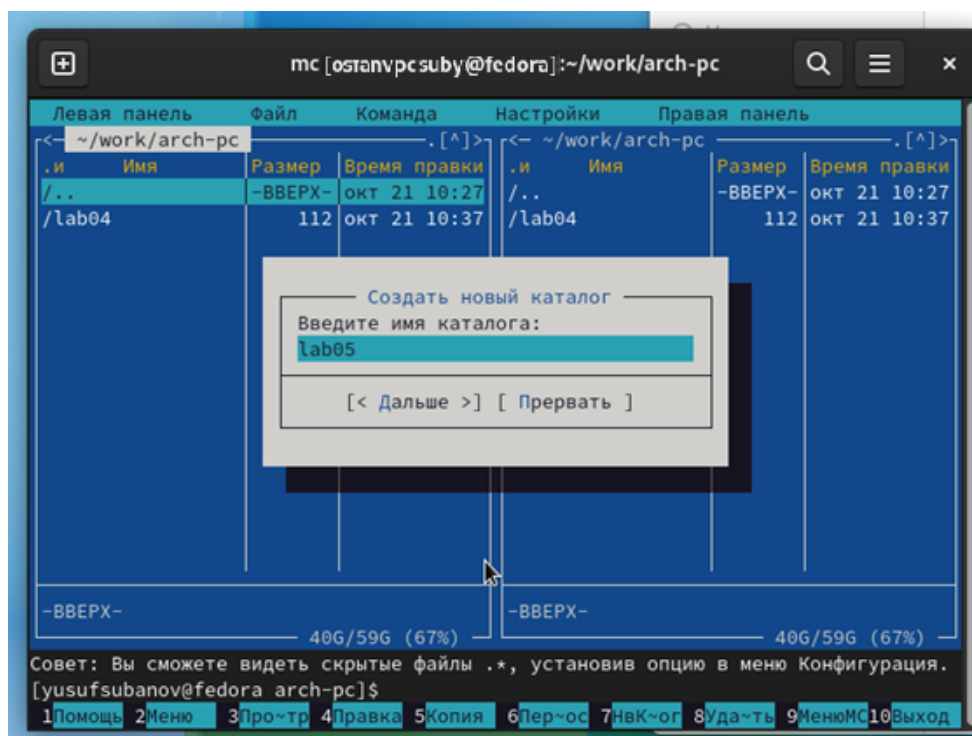 mc [ostanvpcsuby@fedora]:~/work/arch-pc
Левая панель Файл Команда Настройки Правая панель
<— ~/work/arch-pc .[^]> <— ~/work/arch-pc .[^]>
.и Имя Размер Время правки .и Имя Размер Время правки
/.. -ВВЕРХ- окт 21 10:27 /.. -ВВЕРХ- окт 21 10:27
/lab04 112 окт 21 10:37 /lab04 112 окт 21 10:37
Создать новый каталог
Введите имя каталога:
lab05
[< Дальше >] [ Прервать ]
-ВВЕРХ- -ВВЕРХ-
40G/59G (67%) 40G/59G (67%)
Совет: Вы сможете видеть скрытые файлы .*, установив опцию в меню Конфигурация.
[yusufsubanov@fedora arch-pc]$
1Помощь 2Меню 3Про~тр 4Правка 5Копия 6Пер~ос 7НвК~ог 8Уда~ть 9МенюМС 10Выход